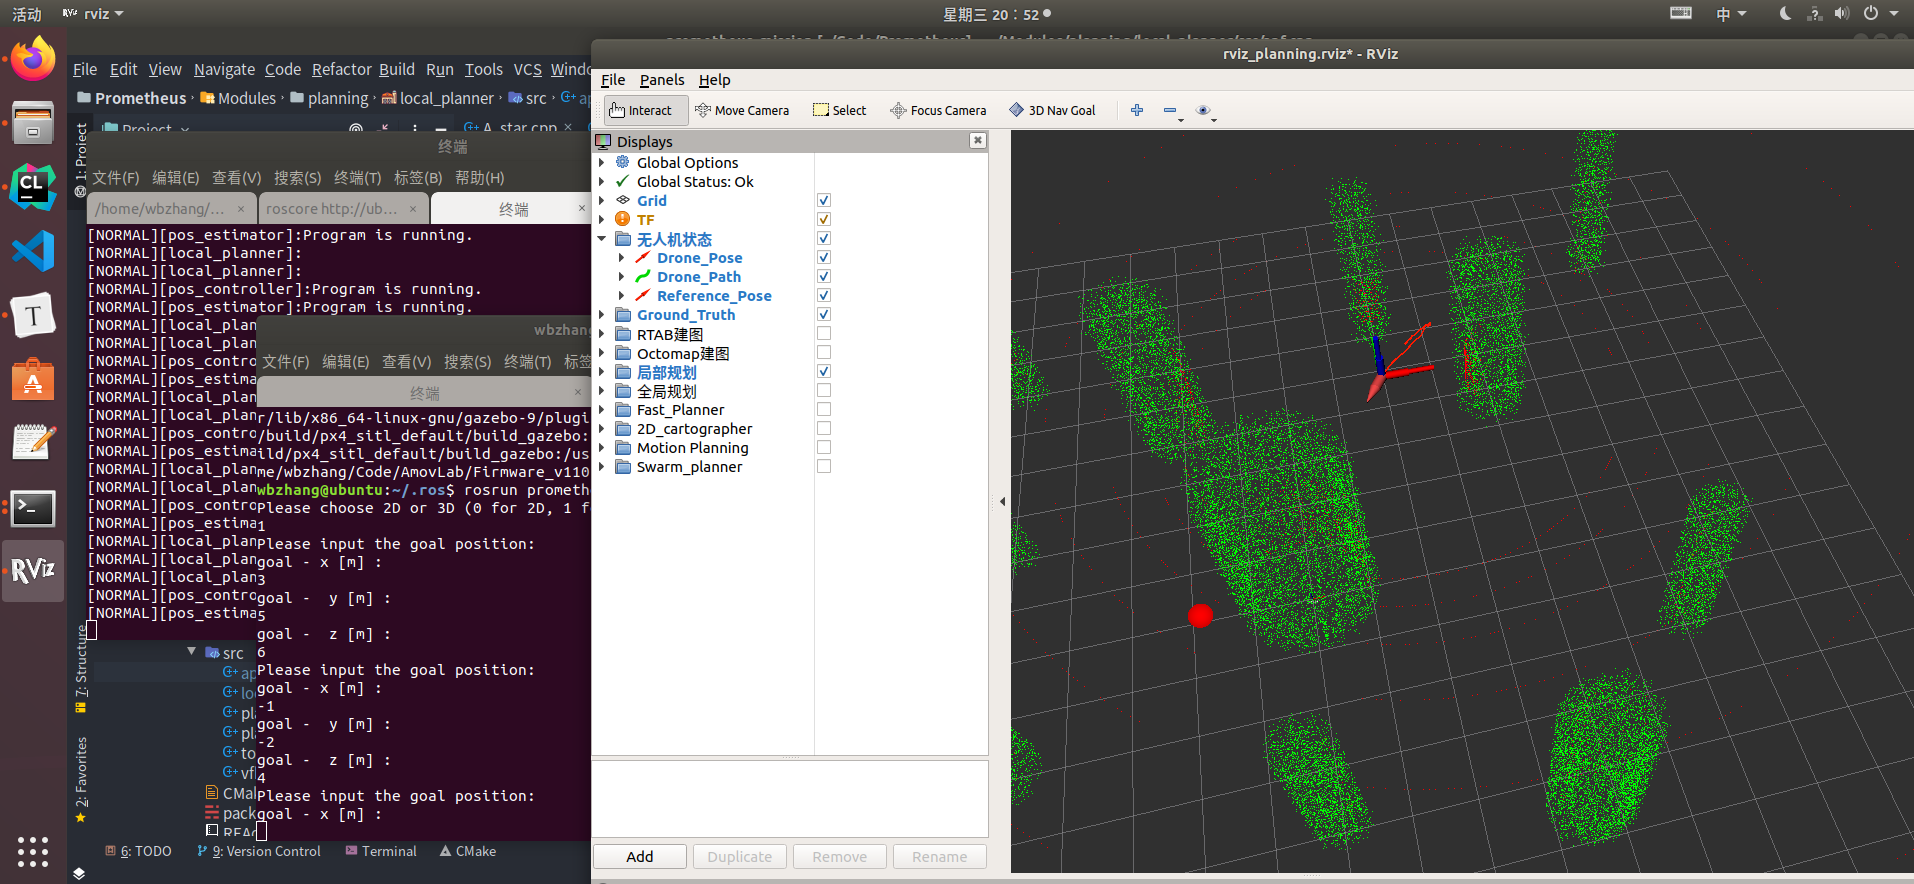 活动
rviz
星期三 20：52
中
rviz_planning.rviz* - RViz
File Edit View Navigate Code Refactor Build Run Tools VCS
File Panels Help
Prometheus Modules planning local_planner src
Interact Move Camera Select Focus Camera 3D Nav Goal
1: Project
Project
A_star.cpp
终端
文件(F) 编辑(E) 查看(V) 搜索(S) 终端(T) 标签(B) 帮助(H)
/home/wbzhang/... ×
roscore http://ub... ×
终端 ×
[NORMAL][pos_estimator]:Program is running.
[NORMAL][local_planner]:
[NORMAL][local_planner]:
[NORMAL][pos_controller]:Program is running.
[NORMAL][pos_estimator]:Program is running.
[NORMAL][local_plan
[NORMAL][local_plan
[NORMAL][pos_contro
[NORMAL][pos_estima
[NORMAL][local_plan
[NORMAL][local_plan
[NORMAL][pos_contro
[NORMAL][pos_estima
[NORMAL][local_plan
[NORMAL][local_plan
[NORMAL][pos_contro
[NORMAL][pos_estima
[NORMAL][local_plan
[NORMAL][local_plan
[NORMAL][local_plan
[NORMAL][pos_contro
[NORMAL][pos_estima
wbzhang
文件(F) 编辑(E) 查看(V) 搜索(S) 终端(T) 标签
终端 ×
r/lib/x86_64-linux-gnu/gazebo-9/plugi
/build/px4_sitl_default/build_gazebo:
ild/px4_sitl_default/build_gazebo:/us
me/wbzhang/Code/AmovLab/Firmware_v110
wbzhang@ubuntu:~/.ros$ rosrun prometh
Please choose 2D or 3D (0 for 2D, 1 f
1
Please input the goal position:
goal - x [m] :
3
goal -  y [m] :
5
goal -  z [m] :
6
Please input the goal position:
goal - x [m] :
-1
goal -  y [m] :
-2
goal -  z [m] :
4
Please input the goal position:
goal - x [m] :
7: Structure
2: Favorites
src
ap
lo
pla
pl
to
vf
CMa
pack
REA
6: TODO 9: Version Control Terminal CMake
Displays
Global Options
Global Status: Ok
Grid
TF
无人机状态
Drone_Pose
Drone_Path
Reference_Pose
Ground_Truth
RTAB建图
Octomap建图
局部规划
全局规划
Fast_Planner
2D_cartographer
Motion Planning
Swarm_planner
Add Duplicate Remove Rename
CL
T
A
RViz